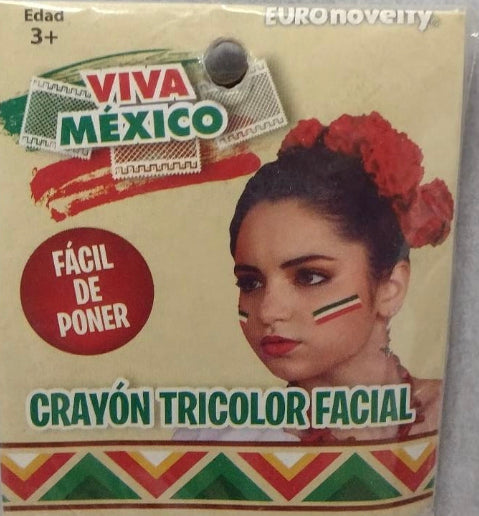 Edad
3+
EURONovelty®
VIVA
MÉXICO
FÁCIL
DE
PONER
CRAYÓN TRICOLOR FACIAL